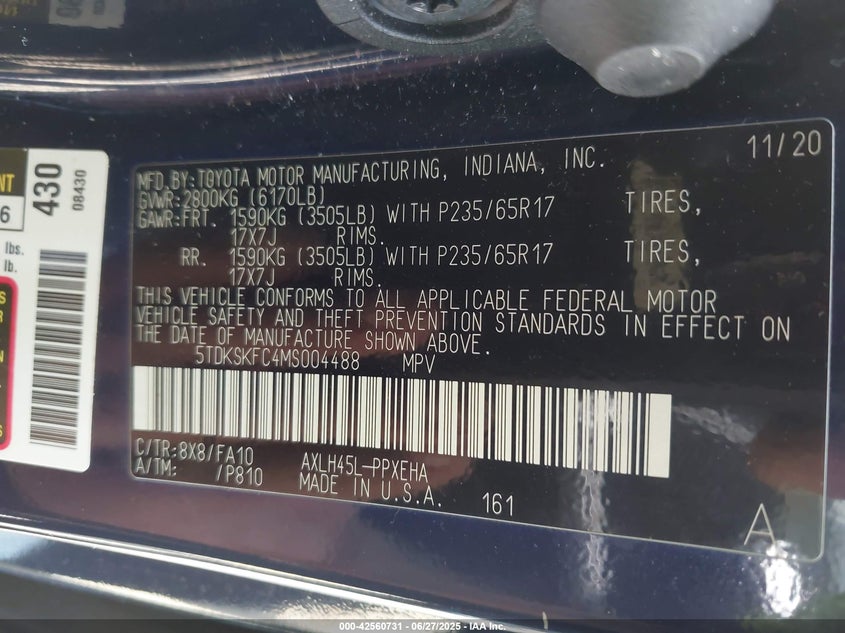 11/20
MFD.BY:TOYOTA MOTOR MANUFACTURING, INDIANA, INC.
GVWR:2800KG (6170LB)
GAWR:FRT. 1590KG (3505LB) WITH P235/65R17 TIRES,
17X7J RIMS.
RR. 1590KG (3505LB) WITH P235/65R17 TIRES,
17X7J RIMS.
THIS VEHICLE CONFORMS TO ALL APPLICABLE FEDERAL MOTOR
VEHICLE SAFETY AND THEFT PREVENTION STANDARDS IN EFFECT ON
THE DATE OF MANUFACTURE SHOWN ABOVE.
5TDKSKFC4MS004488 MPV
C/TR:8X8/FA10 AXLH45L-PPXEHA
A/TM: /P810 MADE IN U.S.A. 161
A
430
08430
6
lbs.
lb.
000-42560731 - 06/27/2025 - IAA Inc.